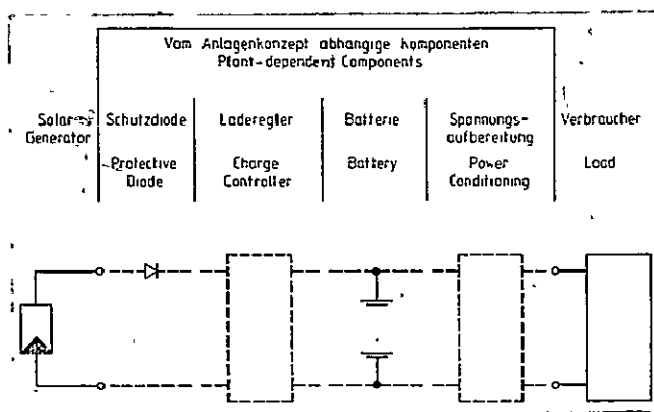 Vom Anlagenkonzept abhängige Komponenten
Plant-dependent Components
Solar
Generator
Schutzdiode
Protective
Diode
Laderegler
Charge
Controller
Batterie
Battery
Spannungs-
aufbereitung
Power
Conditioning
Verbraucher
Load